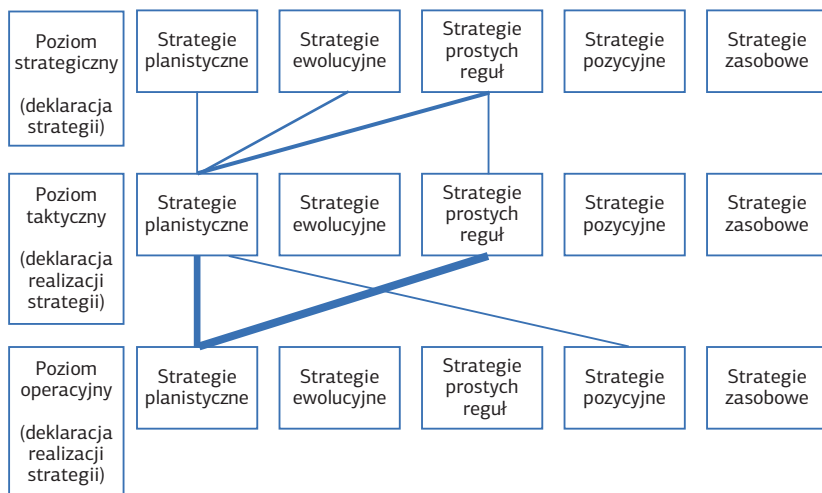 Poziom
strategiczny
(deklaracja
strategii)
Strategie
planistyczne
Strategie
ewolucyjne
Strategie
prostych
reguł
Strategie
pozycyjne
Strategie
zasobowe
Poziom
taktyczny
(deklaracja
realizacji
strategii)
Strategie
planistyczne
Strategie
ewolucyjne
Strategie
prostych
reguł
Strategie
pozycyjne
Strategie
zasobowe
Poziom
operacyjny
(deklaracja
realizacji
strategii)
Strategie
planistyczne
Strategie
ewolucyjne
Strategie
prostych
reguł
Strategie
pozycyjne
Strategie
zasobowe